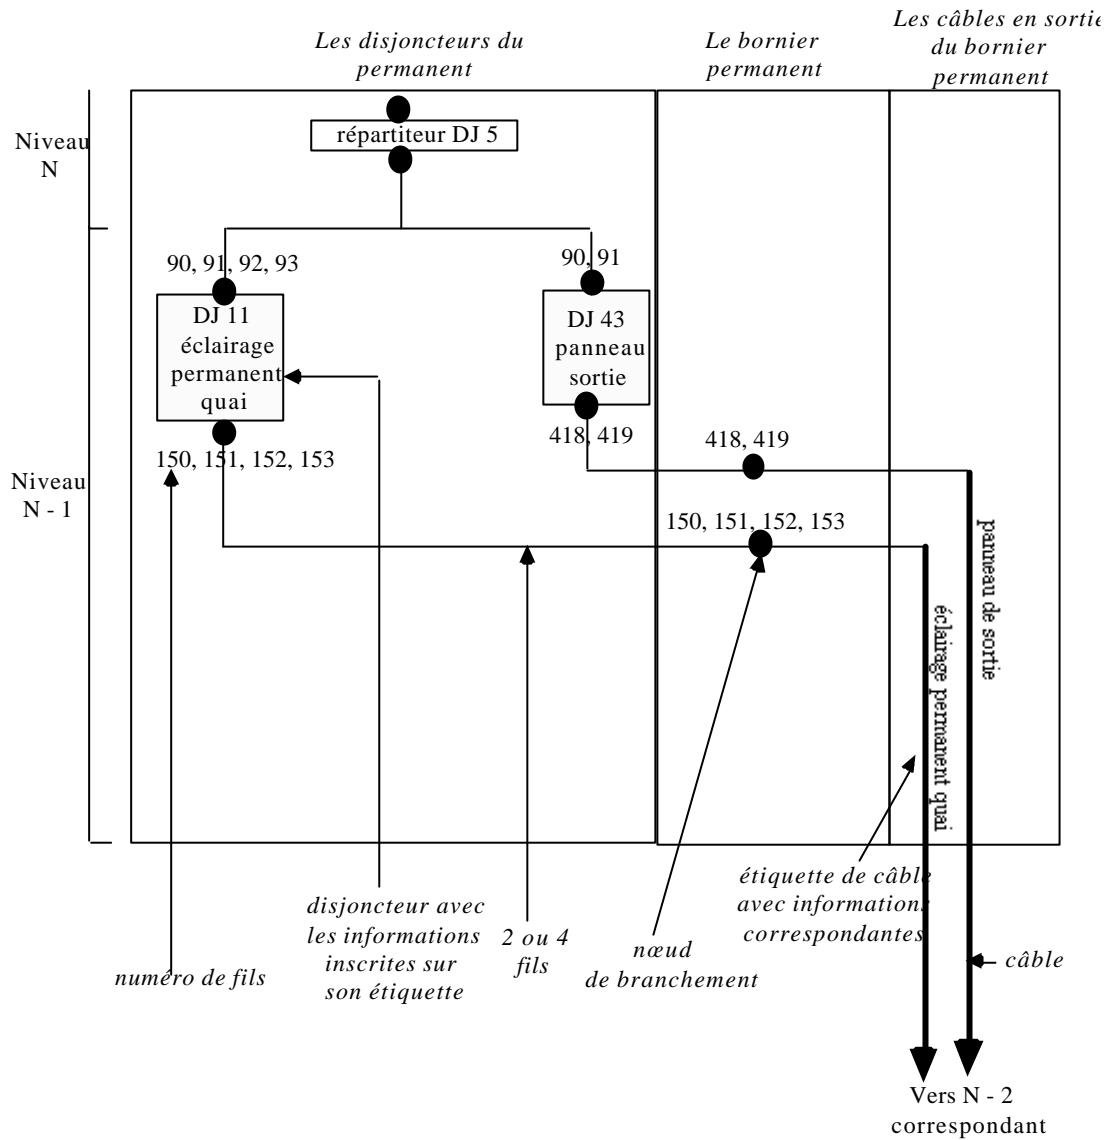 Les disjoncteurs du
permanent
Le bornier
permanent
Les câbles en sortie
du bornier
permanent
Niveau
N
répartiteur DJ 5
90, 91, 92, 93
90, 91
DJ 11
éclairage
permanent
quai
DJ 43
panneau
sortie
150, 151, 152, 153
418, 419
418, 419
Niveau
N - 1
150, 151, 152, 153
panneau de sortie
éclairage permanent quai
numéro de fils
disjoncteur avec
les informations
inscrites sur
son étiquette
2 ou 4
fils
nœud
de branchement
étiquette de câble
avec informations
correspondantes
câble
Vers N - 2
correspondant